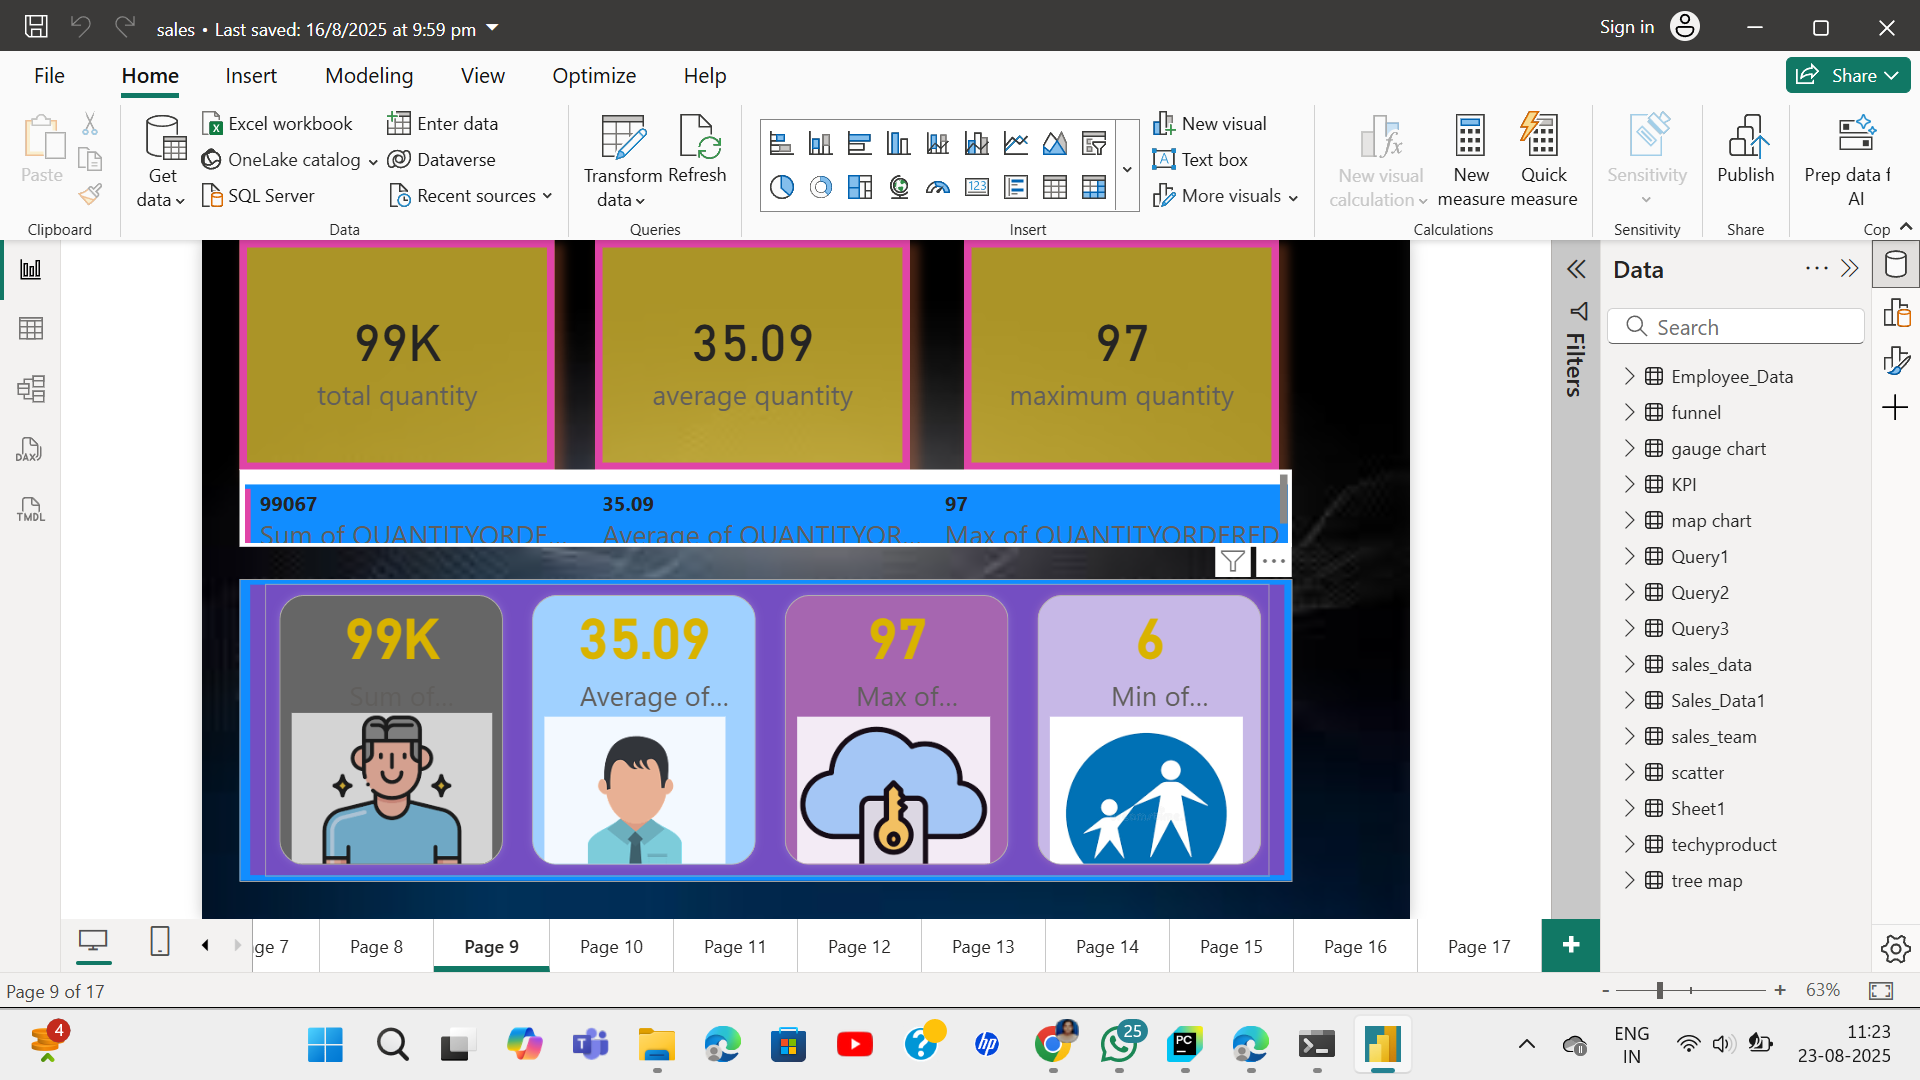 sales • Last saved: 16/8/2025 at 9:59 pm
Sign in
File Home Insert Modeling View Optimize Help
Share
Paste
Clipboard
Get data
Excel workbook
OneLake catalog
SQL Server
Enter data
Dataverse
Recent sources
Data
Transform data
Refresh
Queries
123
New visual
Text box
More visuals
Insert
New visual calculation
New measure
Quick measure
Calculations
Sensitivity
Sensitivity
Publish
Share
Prep data f
AI
Cop
DAX
TMDL
99K
total quantity
35.09
average quantity
97
maximum quantity
99067
Sum of QUANTITYORDE...
35.09
Average of QUANTITYOR...
97
Max of QUANTITYORDERED
99K
Sum of...
35.09
Average of...
97
Max of...
6
Min of...
Filters
Data
Search
Employee_Data
funnel
gauge chart
KPI
map chart
Query1
Query2
Query3
sales_data
Sales_Data1
sales_team
scatter
Sheet1
techyproduct
tree map
ge 7
Page 8
Page 9
Page 10
Page 11
Page 12
Page 13
Page 14
Page 15
Page 16
Page 17
Page 9 of 17
63%
4
hp
25
PC
ENG
IN
11:23
23-08-2025